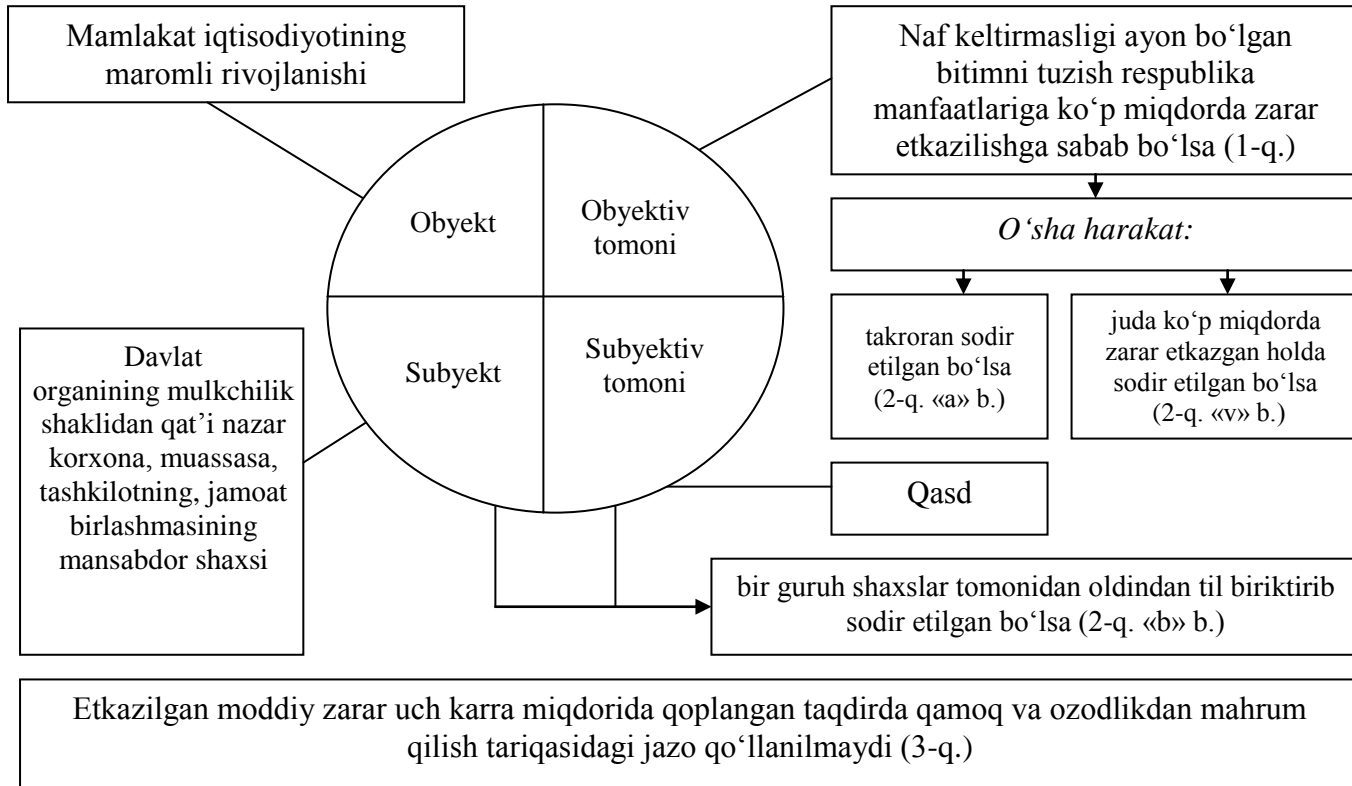 Mamlakat iqtisodiyotining
maromli rivojlanishi
Naf keltirmasligi ayon bo‘lgan
bitimni tuzish respublika
manfaatlariga ko‘p miqdorda zarar
etkazilishga sabab bo‘lsa (1-q.)
Obyekt
Obyektiv
tomoni
O‘sha harakat:
takroran sodir
etilgan bo‘lsa
(2-q. «a» b.)
juda ko‘p miqdorda
zarar etkazgan holda
sodir etilgan bo‘lsa
(2-q. «v» b.)
Davlat
organining mulkchilik
shaklidan qat’i nazar
korxona, muassasa,
tashkilotning, jamoat
birlashmasining
mansabdor shaxsi
Subyekt
Subyektiv
tomoni
Qasd
bir guruh shaxslar tomonidan oldindan til biriktirib
sodir etilgan bo‘lsa (2-q. «b» b.)
Etkazilgan moddiy zarar uch karra miqdorida qoplangan taqdirda qamoq va ozodlikdan mahrum
qilish tariqasidagi jazo qo‘llanilmaydi (3-q.)